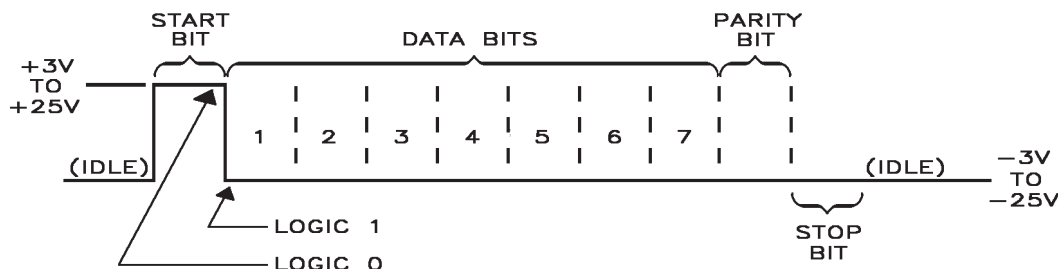 START
BIT
DATA BITS
PARITY
BIT
+3V
TO
+25V
1 2 3 4 5 6 7
(IDLE)
(IDLE)
−3V
TO
−25V
STOP
BIT
LOGIC 1
LOGIC 0